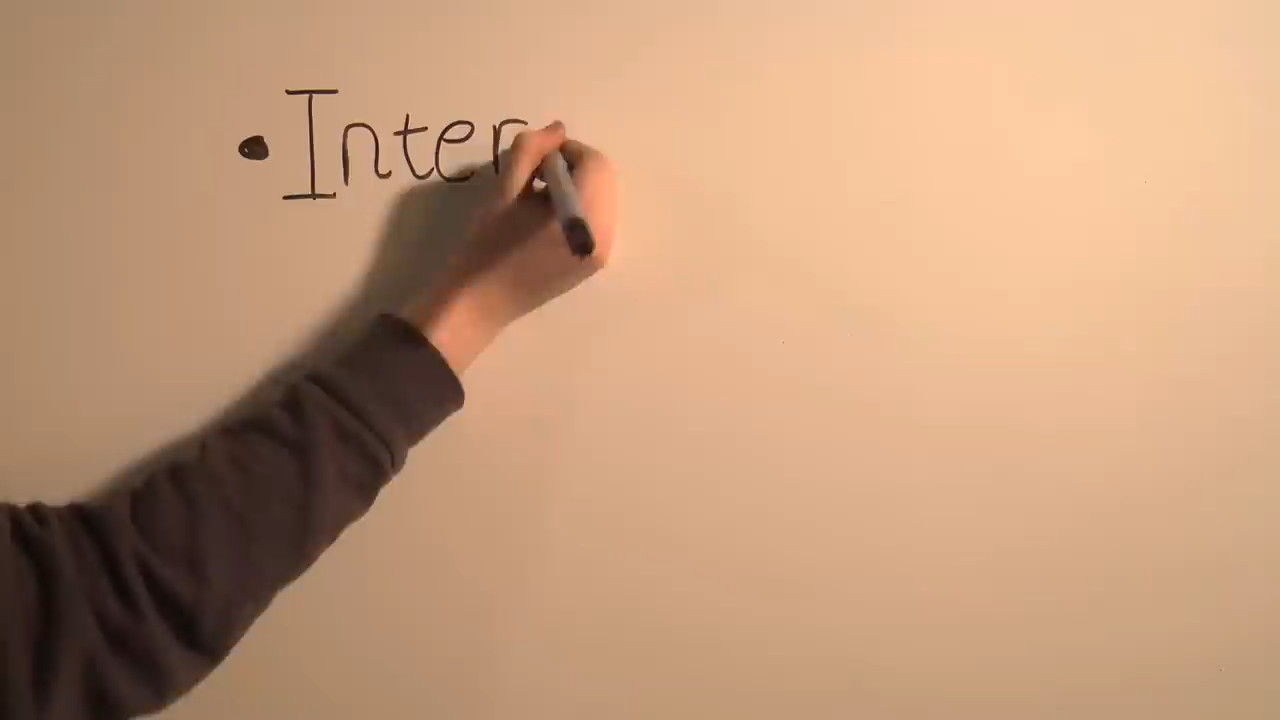 • Inter